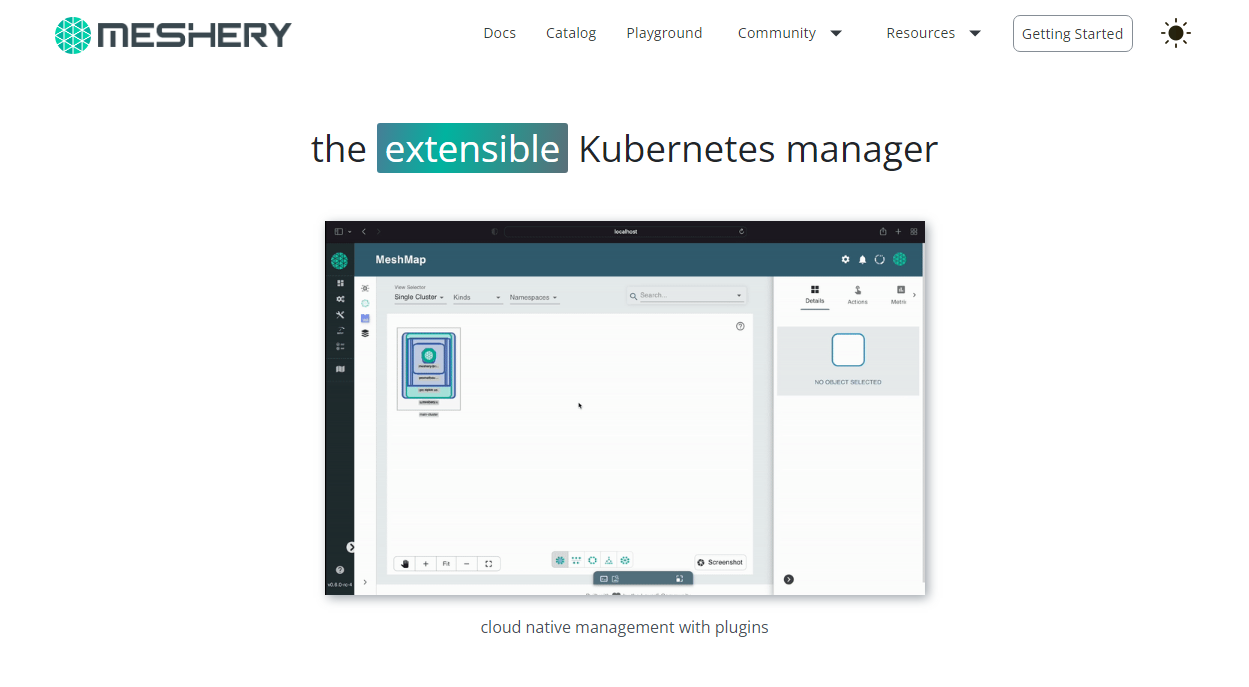 MESHERY
Docs Catalog Playground Community Resources Getting Started
the extensible Kubernetes manager
localhost
MeshMap
View Selector
Single Cluster Kinds Namespaces Search...
Details Actions Metric
NO OBJECT SELECTED
+ Fit −
Screenshot
v0.6.0-rc-4
cloud native management with plugins